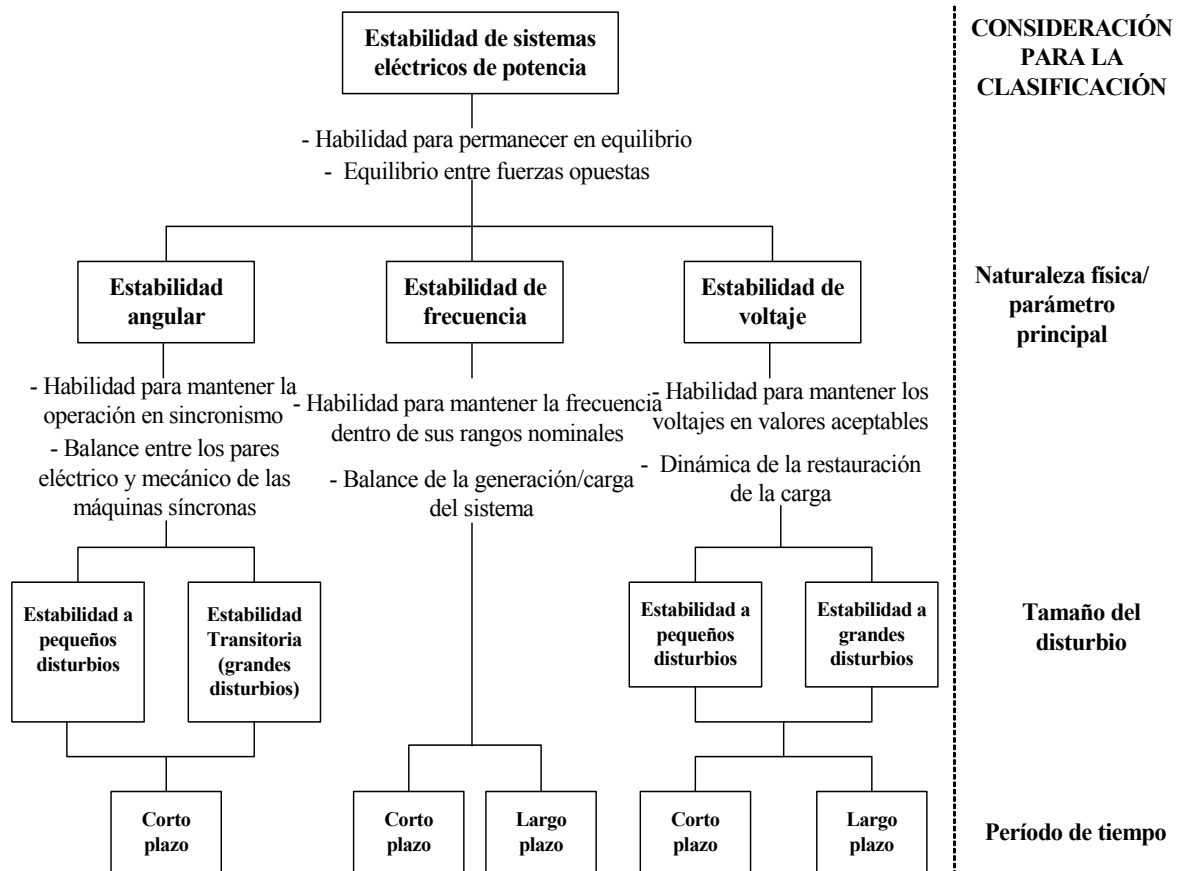 Estabilidad de sistemas
eléctricos de potencia
CONSIDERACIÓN
PARA LA
CLASIFICACIÓN
- Habilidad para permanecer en equilibrio
- Equilibrio entre fuerzas opuestas
Estabilidad
angular
Estabilidad de
frecuencia
Estabilidad de
voltaje
Naturaleza física/
parámetro
principal
- Habilidad para mantener la
operación en sincronismo
- Balance entre los pares
eléctrico y mecánico de las
máquinas síncronas
- Habilidad para mantener la frecuencia
dentro de sus rangos nominales
- Balance de la generación/carga
del sistema
- Habilidad para mantener los
voltajes en valores aceptables
- Dinámica de la restauración
de la carga
Estabilidad a
pequeños
disturbios
Estabilidad
Transitoria
(grandes
disturbios)
Estabilidad a
pequeños
disturbios
Estabilidad a
grandes
disturbios
Tamaño del
disturbio
Corto
plazo
Corto
plazo
Largo
plazo
Corto
plazo
Largo
plazo
Período de tiempo